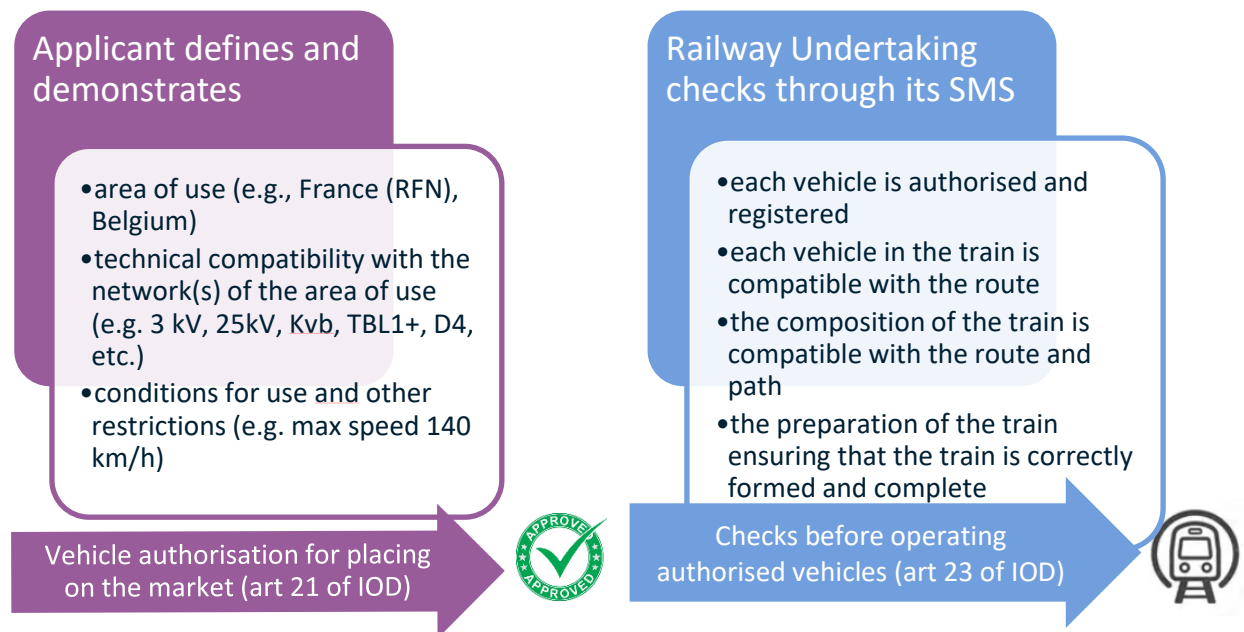 Applicant defines and
demonstrates
•area of use (e.g., France (RFN),
Belgium)
•technical compatibility with the
network(s) of the area of use
(e.g. 3 kV, 25kV, Kvb, TBL1+, D4,
etc.)
•conditions for use and other
restrictions (e.g. max speed 140
km/h)
Vehicle authorisation for placing
on the market (art 21 of IOD)
APPROVED
APPROVED
Railway Undertaking
checks through its SMS
•each vehicle is authorised and
registered
•each vehicle in the train is
compatible with the route
•the composition of the train is
compatible with the route and
path
•the preparation of the train
ensuring that the train is correctly
formed and complete
Checks before operating
authorised vehicles (art 23 of IOD)